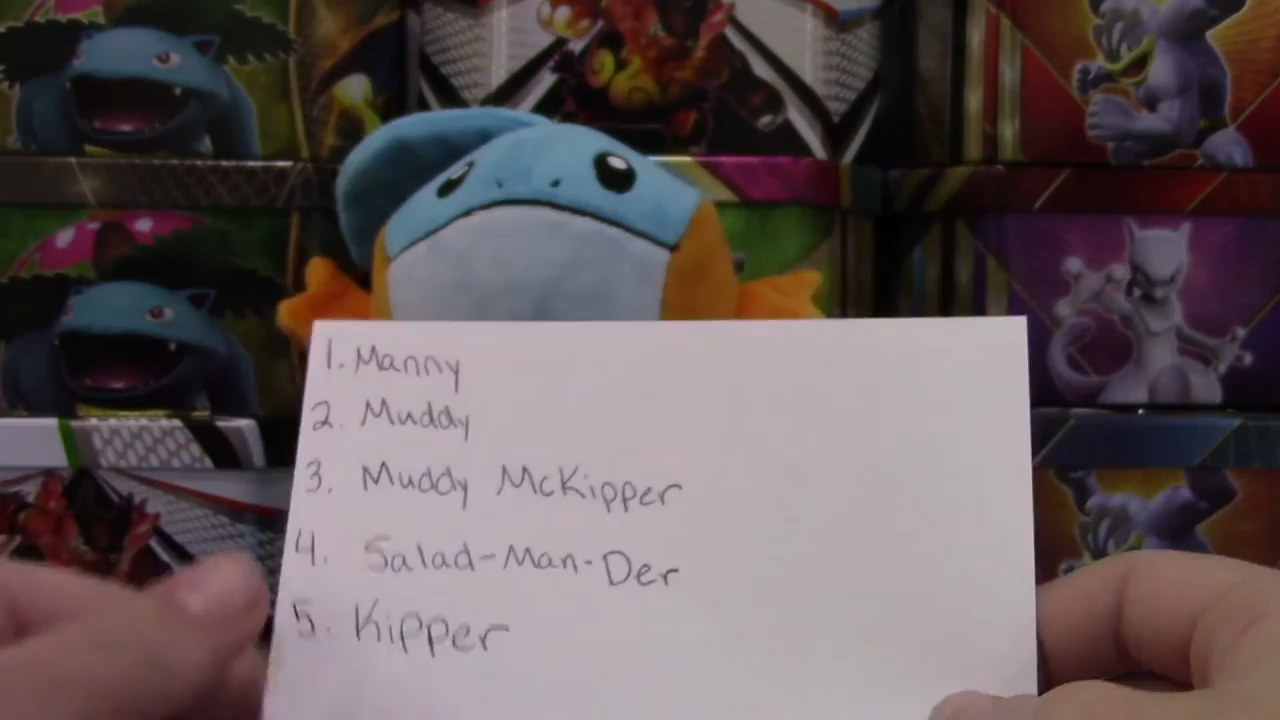 1. Manny
2. Muddy
3. Muddy McKipper
4. Salad-Man-Der
5. Kipper